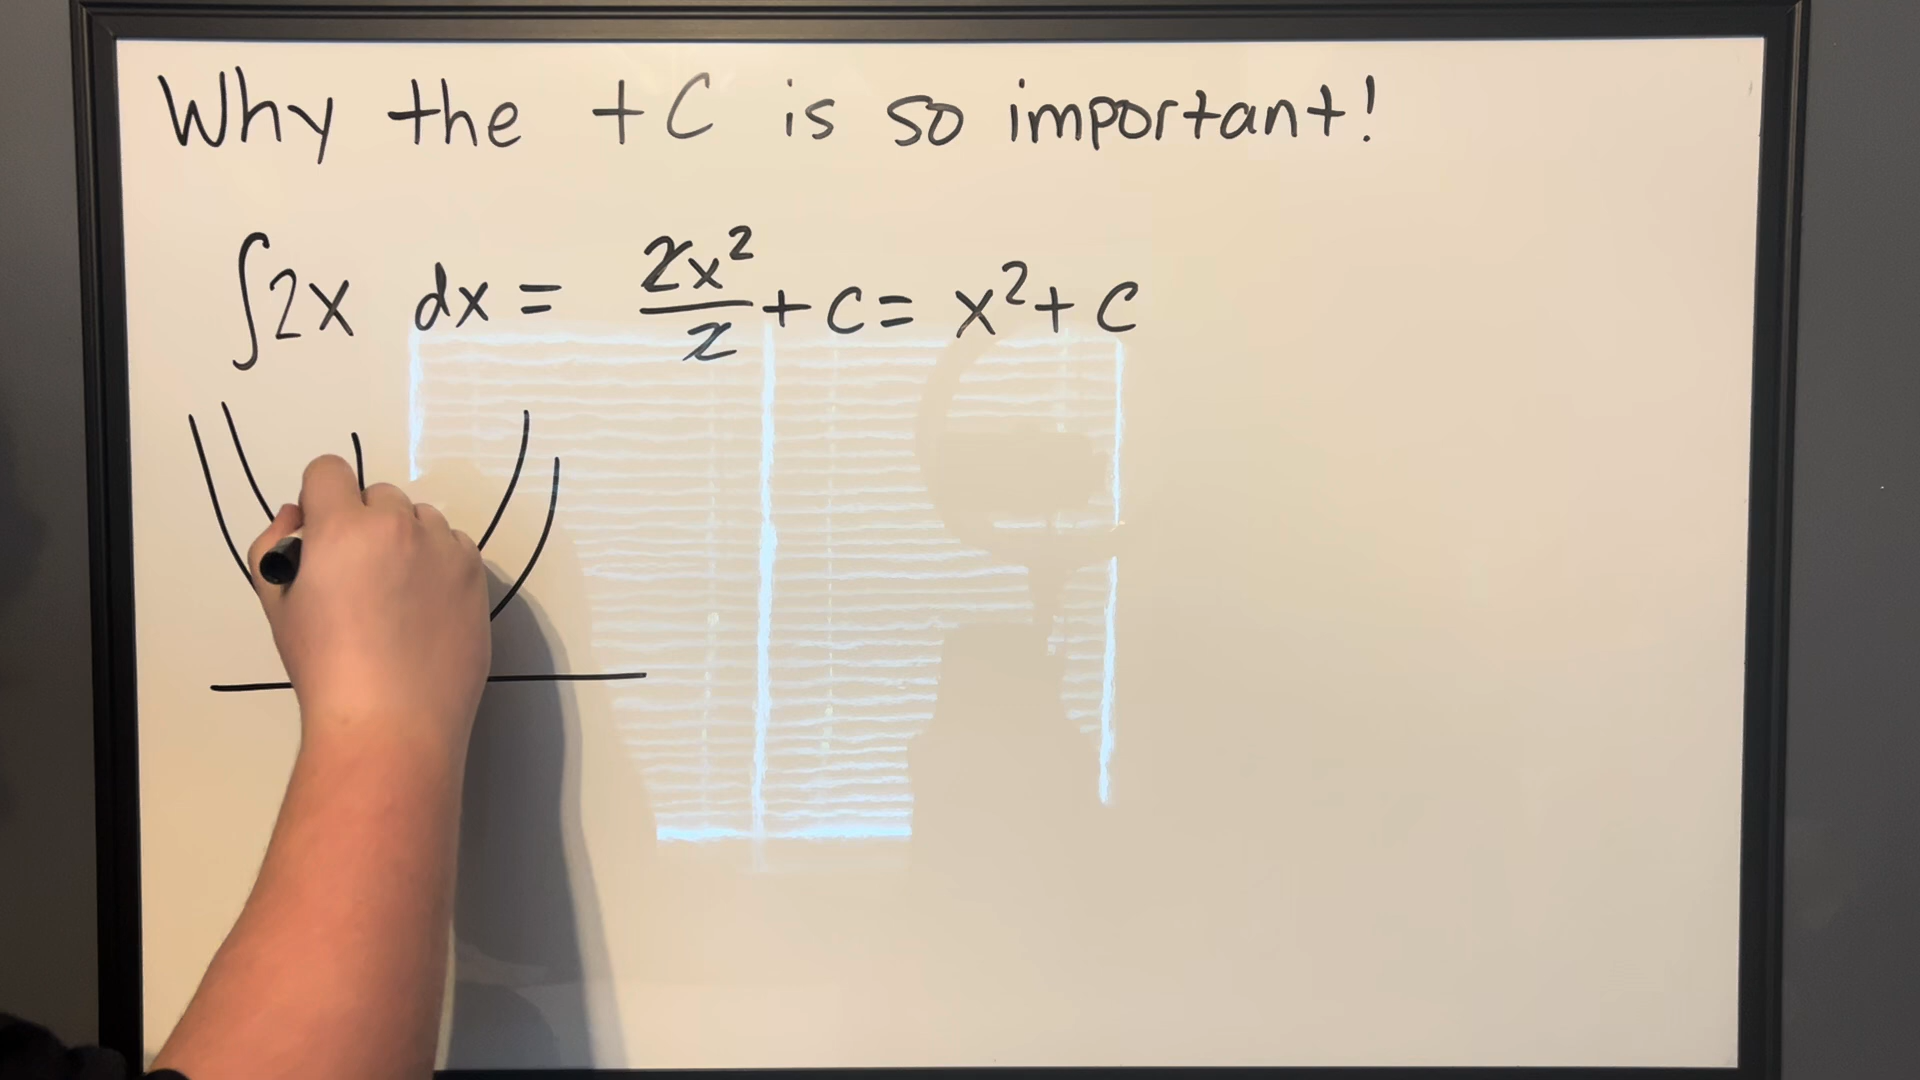 Why the +C is so important!
∫2x dx = 2x²/2 + C = x² + C